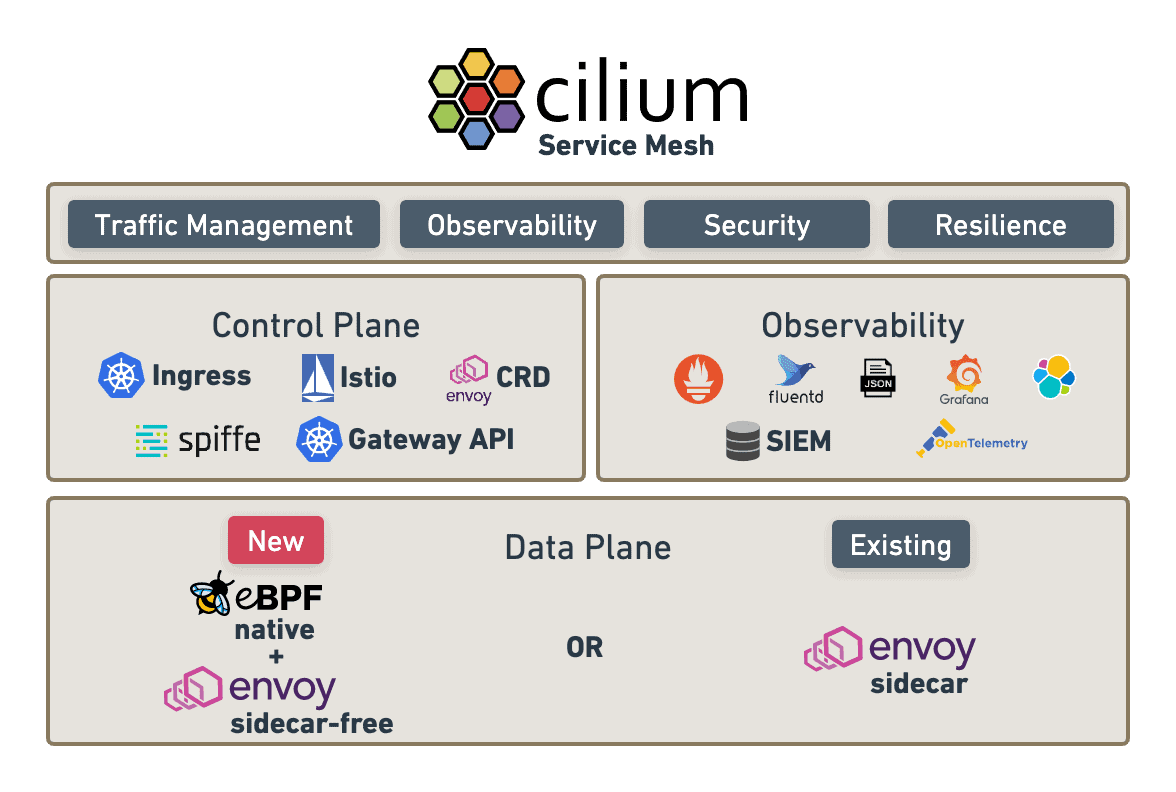 cilium
Service Mesh
Traffic Management
Observability
Security
Resilience
Control Plane
Ingress
Istio
envoy
CRD
spiffe
Gateway API
Observability
fluentd
JSON
Grafana
SIEM
OpenTelemetry
New
Data Plane
Existing
eBPF
native
+
envoy
sidecar-free
OR
envoy
sidecar